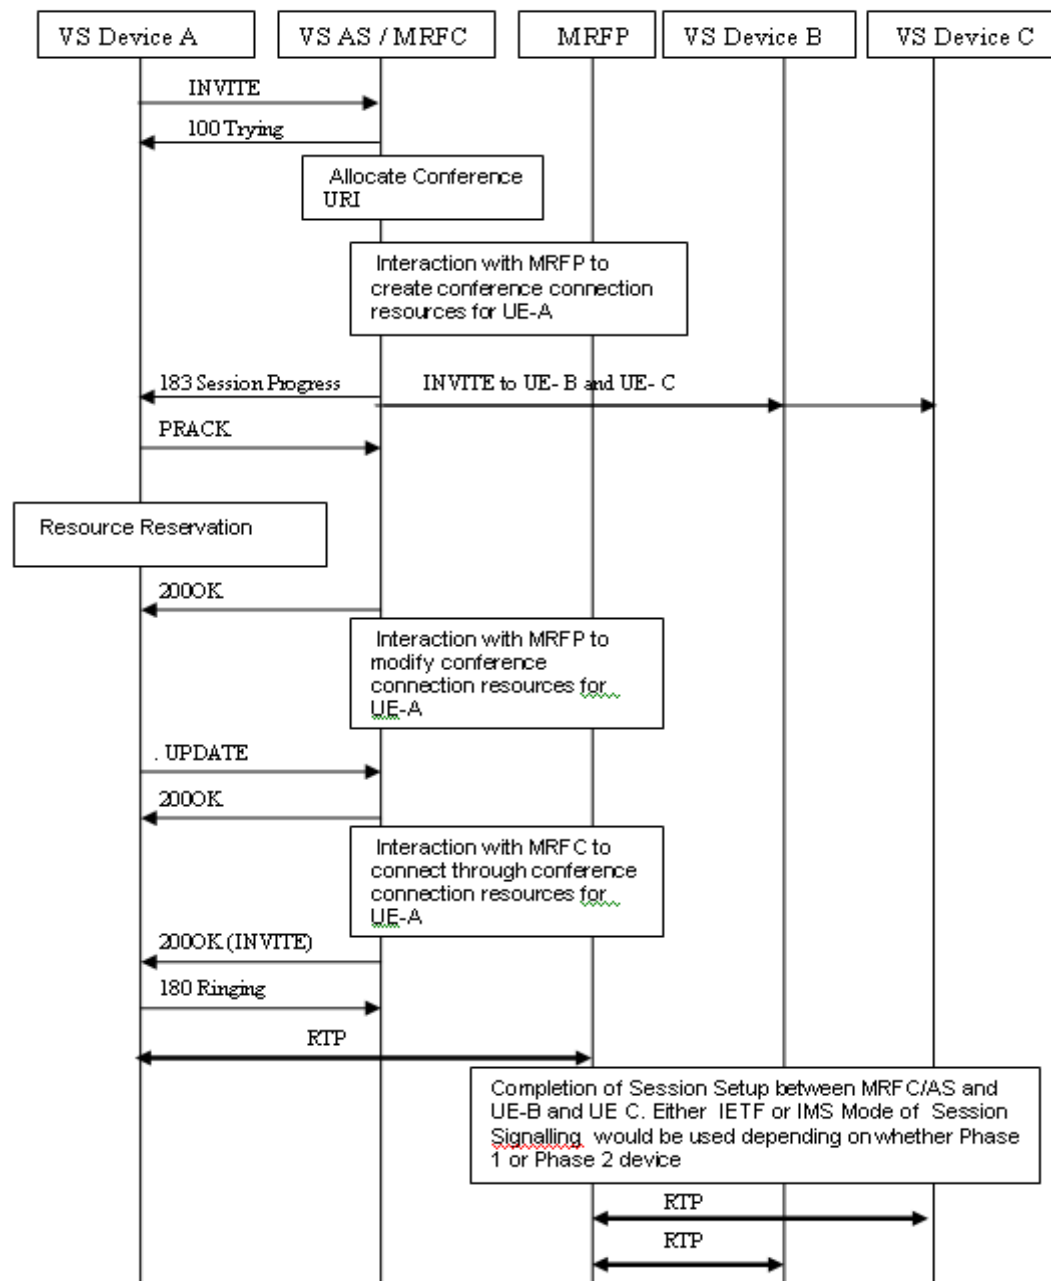 VS Device A
VS AS / MRFC
MRFP
VS Device B
VS Device C
INVITE
100 Trying
Allocate Conference
URI
Interaction with MRFP to
create conference connection
resources for UE-A
183 Session Progress
INVITE to UE- B and UE- C
PRACK
Resource Reservation
200OK
Interaction with MRFP to
modify conference
connection resources for
UE-A
. UPDATE
200OK
Interaction with MRFC to
connect through conference
connection resources for
UE-A
200OK (INVITE)
180 Ringing
RTP
Completion of Session Setup between MRFC/AS and
UE-B and UE C. Either IETF or IMS Mode of Session
Signalling would be used depending on whether Phase
1 or Phase 2 device
RTP
RTP